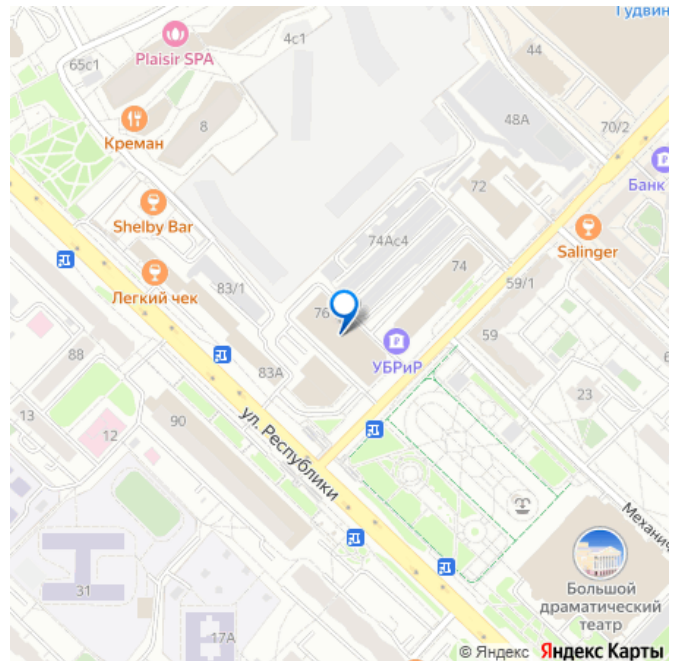 Гудвин
4с1
Plaisir SPA
65с1
44
8
48А
70/2
Креман
72
Банк
Shelby Bar
74Ас4
Salinger
74
Легкий чек
83/1
59/1
76
59
УБРиР
88
83А
23
13
12
90
ул. Республики
Механич
31
Большой
драматический
театр
17А
© Яндекс Яндекс Карты